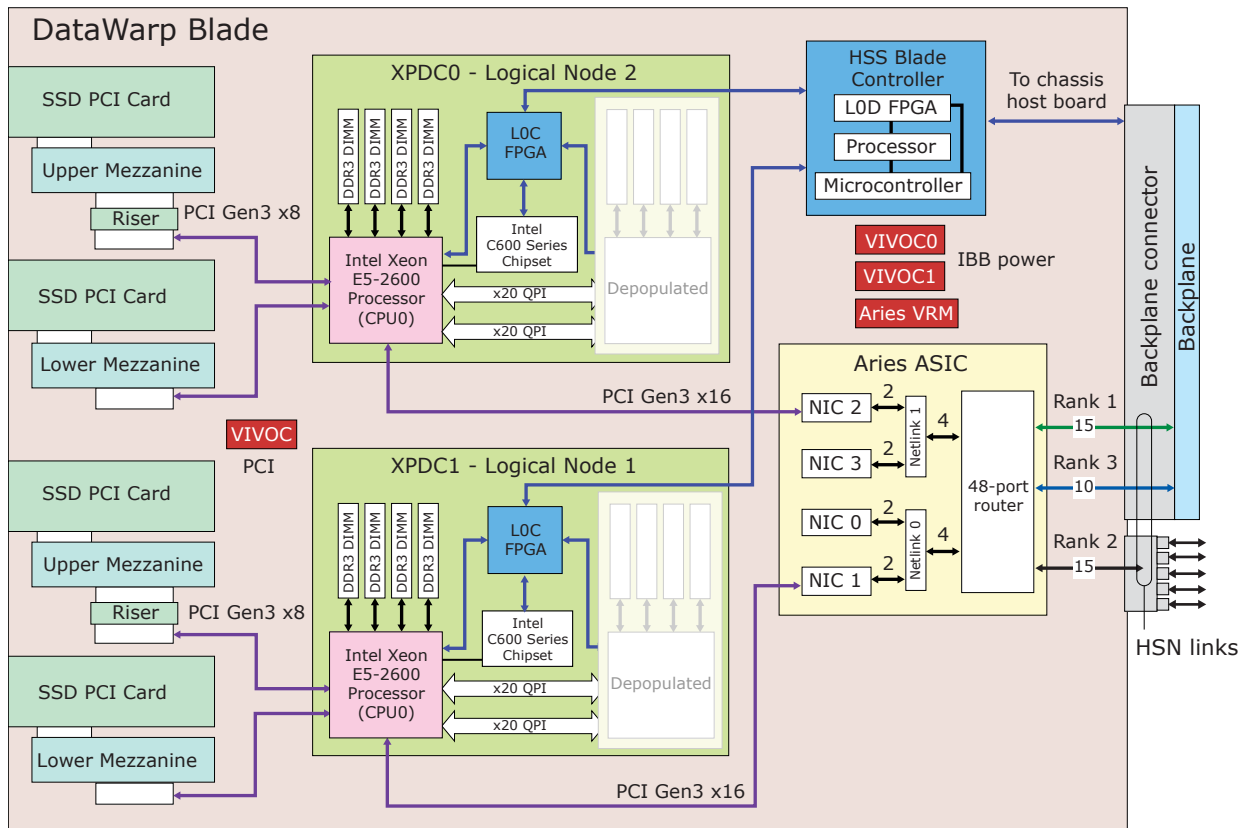 DataWarp Blade
SSD PCI Card
Upper Mezzanine
Riser
PCI Gen3 x8
SSD PCI Card
Lower Mezzanine
XPDC0 - Logical Node 2
DDR3 DIMM
DDR3 DIMM
DDR3 DIMM
DDR3 DIMM
L0C
FPGA
Intel
C600 Series
Chipset
Intel Xeon
E5-2600
Processor
(CPU0)
x20 QPI
x20 QPI
Depopulated
HSS Blade
Controller
L0D FPGA
Processor
Microcontroller
To chassis
host board
VIVOC0
VIVOC1
IBB power
Aries VRM
Backplane connector
Backplane
PCI Gen3 x16
VIVOC
PCI
Aries ASIC
NIC 2
2
NIC 3
2
Netlink 1
4
NIC 0
2
NIC 1
2
Netlink 0
4
48-port
router
Rank 1
15
Rank 3
10
Rank 2
15
HSN links
SSD PCI Card
Upper Mezzanine
Riser
PCI Gen3 x8
SSD PCI Card
Lower Mezzanine
XPDC1 - Logical Node 1
DDR3 DIMM
DDR3 DIMM
DDR3 DIMM
DDR3 DIMM
L0C
FPGA
Intel
C600 Series
Chipset
Intel Xeon
E5-2600
Processor
(CPU0)
x20 QPI
x20 QPI
Depopulated
PCI Gen3 x16